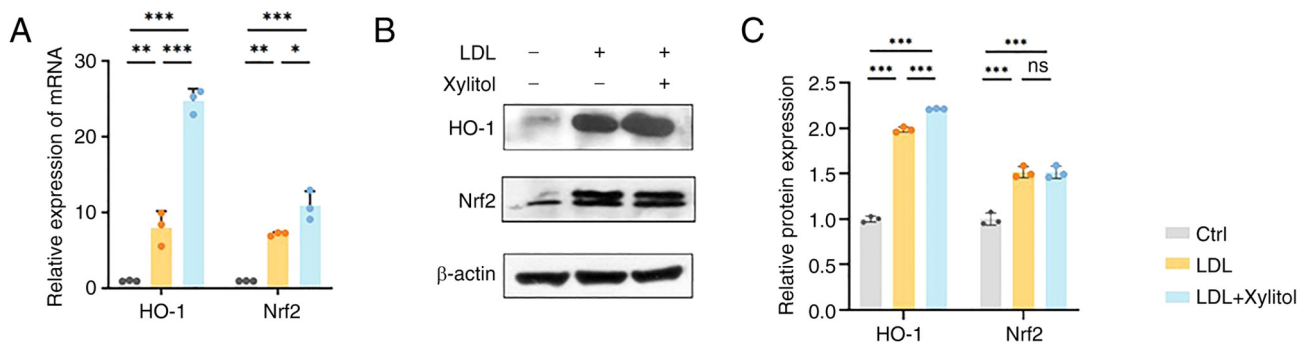 A
*** ***
** *** ** *
Relative expression of mRNA
30
20
10
0
HO-1 Nrf2
B
LDL – + +
Xylitol – – +
HO-1
Nrf2
β-actin
C
*** ***
*** *** *** ns
Relative protein expression
2.5
2.0
1.5
1.0
0.5
0.0
HO-1 Nrf2
Ctrl
LDL
LDL+Xylitol